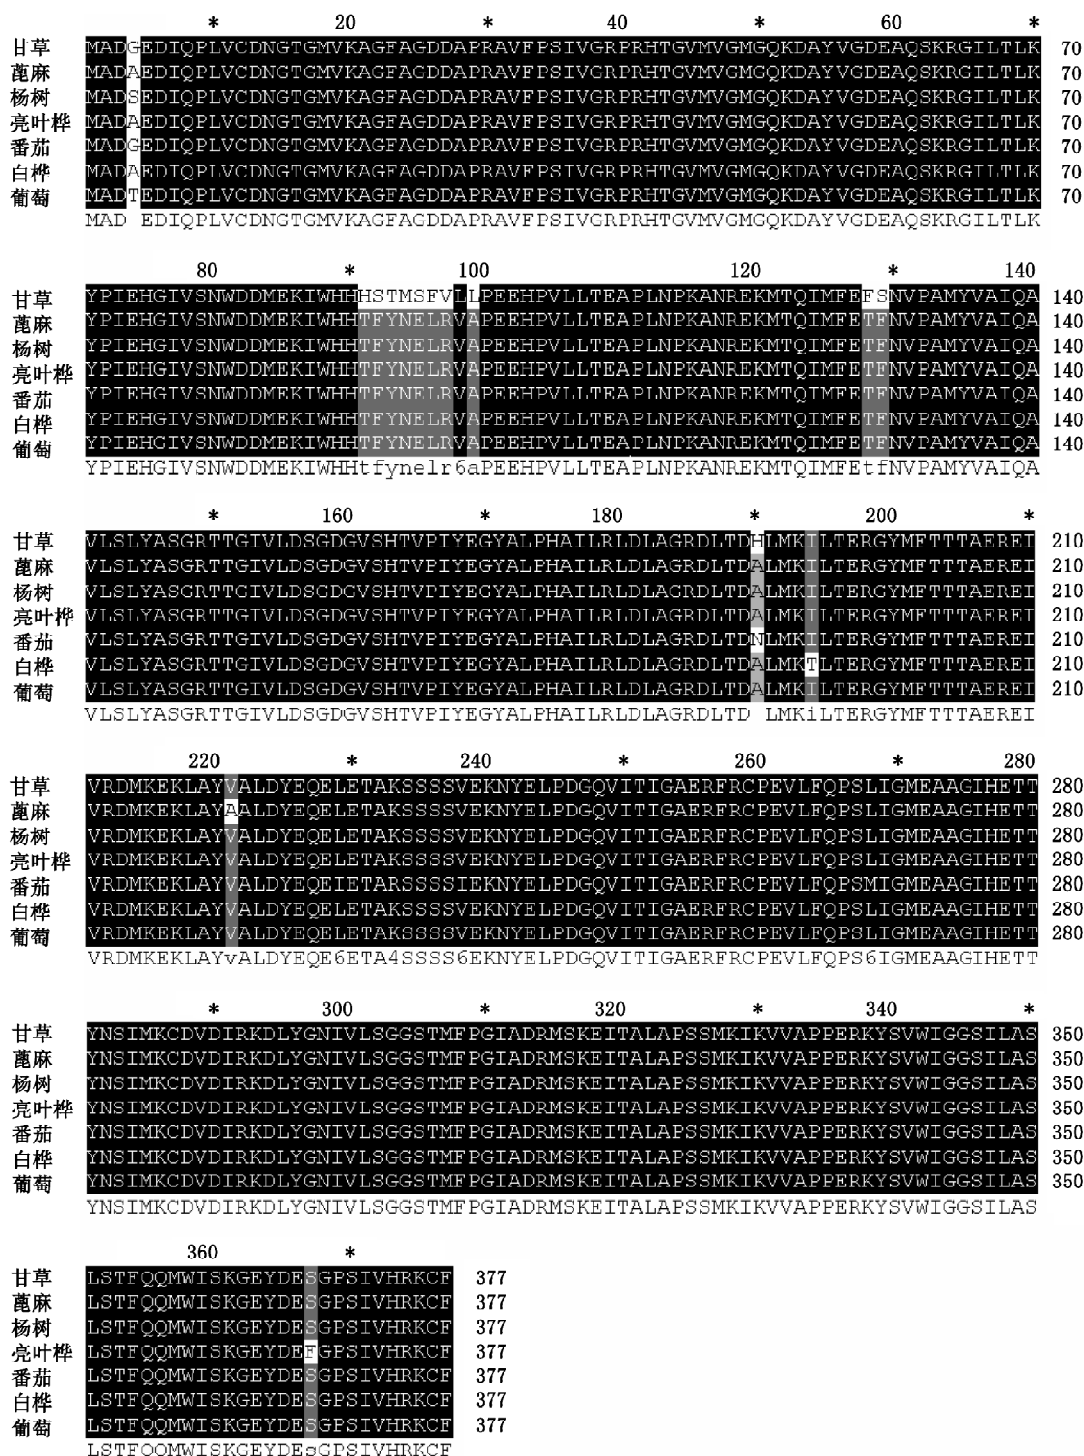 * 20 * 40 * 60 *
甘草 MADGEDIQPLVCDNGTGMVKAGFAGDDAPRAVFPSIVGRPRHTGVMVGMGQKDAYVGDEAQSKRGILTLK 70
蓖麻 MADAEDIQPLVCDNGTGMVKAGFAGDDAPRAVFPSIVGRPRHTGVMVGMGQKDAYVGDEAQSKRGILTLK 70
杨树 MADSEDIQPLVCDNGTGMVKAGFAGDDAPRAVFPSIVGRPRHTGVMVGMGQKDAYVGDEAQSKRGILTLK 70
亮叶桦 MADAEDIQPLVCDNGTGMVKAGFAGDDAPRAVFPSIVGRPRHTGVMVGMGQKDAYVGDEAQSKRGILTLK 70
番茄 MADGEDIQPLVCDNGTGMVKAGFAGDDAPRAVFPSIVGRPRHTGVMVGMGQKDAYVGDEAQSKRGILTLK 70
白桦 MADAEDIQPLVCDNGTGMVKAGFAGDDAPRAVFPSIVGRPRHTGVMVGMGQKDAYVGDEAQSKRGILTLK 70
葡萄 MADTEDIQPLVCDNGTGMVKAGFAGDDAPRAVFPSIVGRPRHTGVMVGMGQKDAYVGDEAQSKRGILTLK 70
MAD EDIQPLVCDNGTGMVKAGFAGDDAPRAVFPSIVGRPRHTGVMVGMGQKDAYVGDEAQSKRGILTLK
80 * 100 * 120 * 140
甘草 YPIEHGIVSNWDDMEKIWHHHSTMSFVLLPEEHPVLLTEAPLNPKANREKMTQIMFEFSNVPAMYVAIQA 140
蓖麻 YPIEHGIVSNWDDMEKIWHHTFYNELRVAPEEHPVLLTEAPLNPKANREKMTQIMFETFNVPAMYVAIQA 140
杨树 YPIEHGIVSNWDDMEKIWHHTFYNELRVAPEEHPVLLTEAPLNPKANREKMTQIMFETFNVPAMYVAIQA 140
亮叶桦 YPIEHGIVSNWDDMEKIWHHTFYNELRVAPEEHPVLLTEAPLNPKANREKMTQIMFETFNVPAMYVAIQA 140
番茄 YPIEHGIVSNWDDMEKIWHHTFYNELRVAPEEHPVLLTEAPLNPKANREKMTQIMFETFNVPAMYVAIQA 140
白桦 YPIEHGIVSNWDDMEKIWHHTFYNELRVAPEEHPVLLTEAPLNPKANREKMTQIMFETFNVPAMYVAIQA 140
葡萄 YPIEHGIVSNWDDMEKIWHHTFYNELRVAPEEHPVLLTEAPLNPKANREKMTQIMFETFNVPAMYVAIQA 140
YPIEHGIVSNWDDMEKIWHHtfynelr6aPEEHPVLLTEAPLNPKANREKMTQIMFEtfNVPAMYVAIQA
* 160 * 180 * 200 *
甘草 VLSLYASGRTTGIVLDSGDGVSHTVPIYEGYALPHAILRLDLAGRDLTDHLMKILTERGYMFTTTAEREI 210
蓖麻 VLSLYASGRTTGIVLDSGDGVSHTVPIYEGYALPHAILRLDLAGRDLTDALMKILTERGYMFTTTAEREI 210
杨树 VLSLYASGRTTGIVLDSGDGVSHTVPIYEGYALPHAILRLDLAGRDLTDALMKILTERGYMFTTTAEREI 210
亮叶桦 VLSLYASGRTTGIVLDSGDGVSHTVPIYEGYALPHAILRLDLAGRDLTDALMKILTERGYMFTTTAEREI 210
番茄 VLSLYASGRTTGIVLDSGDGVSHTVPIYEGYALPHAILRLDLAGRDLTDNLMKILTERGYMFTTTAEREI 210
白桦 VLSLYASGRTTGIVLDSGDGVSHTVPIYEGYALPHAILRLDLAGRDLTDALMKTLTERGYMFTTTAEREI 210
葡萄 VLSLYASGRTTGIVLDSGDGVSHTVPIYEGYALPHAILRLDLAGRDLTDALMKILTERGYMFTTTAEREI 210
VLSLYASGRTTGIVLDSGDGVSHTVPIYEGYALPHAILRLDLAGRDLTD LMKiLTERGYMFTTTAEREI
220 * 240 * 260 * 280
甘草 VRDMKEKLAYVALDYEQELETAKSSSSVEKNYELPDGQVITIGAERFRCPEVLFQPSLIGMEAAGIHETT 280
蓖麻 VRDMKEKLAYAALDYEQELETAKSSSSVEKNYELPDGQVITIGAERFRCPEVLFQPSLIGMEAAGIHETT 280
杨树 VRDMKEKLAYVALDYEQELETAKSSSSVEKNYELPDGQVITIGAERFRCPEVLFQPSLIGMEAAGIHETT 280
亮叶桦 VRDMKEKLAYVALDYEQELETAKSSSSVEKNYELPDGQVITIGAERFRCPEVLFQPSLIGMEAAGIHETT 280
番茄 VRDMKEKLAYVALDYEQEIETARSSSSIEKNYELPDGQVITIGAERFRCPEVLFQPSMIGMEAAGIHETT 280
白桦 VRDMKEKLAYVALDYEQELETAKSSSSVEKNYELPDGQVITIGAERFRCPEVLFQPSLIGMEAAGIHETT 280
葡萄 VRDMKEKLAYVALDYEQELETAKSSSSVEKNYELPDGQVITIGAERFRCPEVLFQPSLIGMEAAGIHETT 280
VRDMKEKLAYvALDYEQE6ETA4SSSS6EKNYELPDGQVITIGAERFRCPEVLFQPS6IGMEAAGIHETT
* 300 * 320 * 340 *
甘草 YNSIMKCDVDIRKDLYGNIVLSGGSTMFPGIADRMSKEITALAPSSMKIKVVAPPERKYSVWIGGSILAS 350
蓖麻 YNSIMKCDVDIRKDLYGNIVLSGGSTMFPGIADRMSKEITALAPSSMKIKVVAPPERKYSVWIGGSILAS 350
杨树 YNSIMKCDVDIRKDLYGNIVLSGGSTMFPGIADRMSKEITALAPSSMKIKVVAPPERKYSVWIGGSILAS 350
亮叶桦 YNSIMKCDVDIRKDLYGNIVLSGGSTMFPGIADRMSKEITALAPSSMKIKVVAPPERKYSVWIGGSILAS 350
番茄 YNSIMKCDVDIRKDLYGNIVLSGGSTMFPGIADRMSKEITALAPSSMKIKVVAPPERKYSVWIGGSILAS 350
白桦 YNSIMKCDVDIRKDLYGNIVLSGGSTMFPGIADRMSKEITALAPSSMKIKVVAPPERKYSVWIGGSILAS 350
葡萄 YNSIMKCDVDIRKDLYGNIVLSGGSTMFPGIADRMSKEITALAPSSMKIKVVAPPERKYSVWIGGSILAS 350
YNSIMKCDVDIRKDLYGNIVLSGGSTMFPGIADRMSKEITALAPSSMKIKVVAPPERKYSVWIGGSILAS
360 *
甘草 LSTFQQMWISKGEYDESGPSIVHRKCF 377
蓖麻 LSTFQQMWISKGEYDESGPSIVHRKCF 377
杨树 LSTFQQMWISKGEYDESGPSIVHRKCF 377
亮叶桦 LSTFQQMWISKGEYDEFGPSIVHRKCF 377
番茄 LSTFQQMWISKGEYDESGPSIVHRKCF 377
白桦 LSTFQQMWISKGEYDESGPSIVHRKCF 377
葡萄 LSTFQQMWISKGEYDESGPSIVHRKCF 377
LSTFQQMWISKGEYDEsGPSIVHRKCF